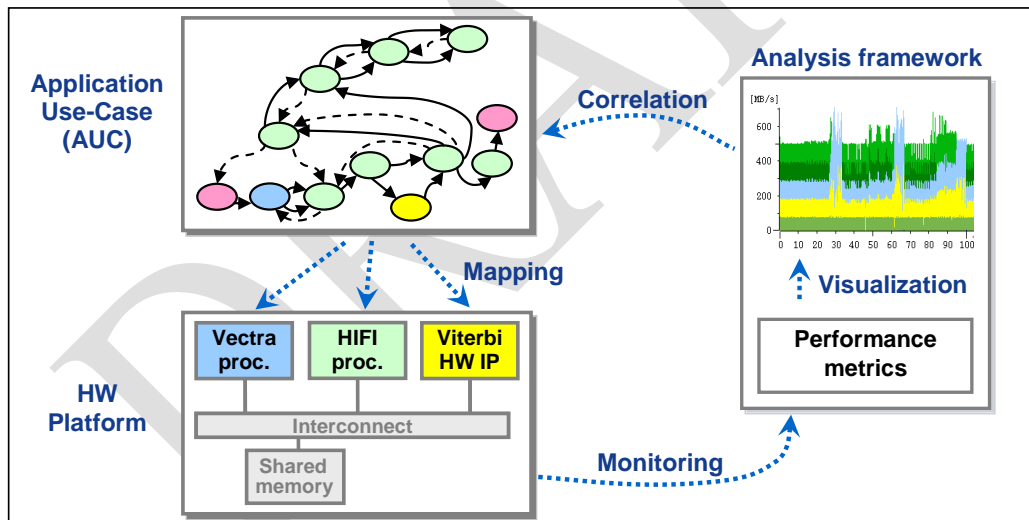 DRAFT
Application
Use-Case
(AUC)
Correlation
Analysis framework
[MB/s]
600
400
200
0
0 10 20 30 40 50 60 70 80 90 100
Visualization
Performance
metrics
Mapping
HW
Platform
Vectra
proc.
HIFI
proc.
Viterbi
HW IP
Interconnect
Shared
memory
Monitoring